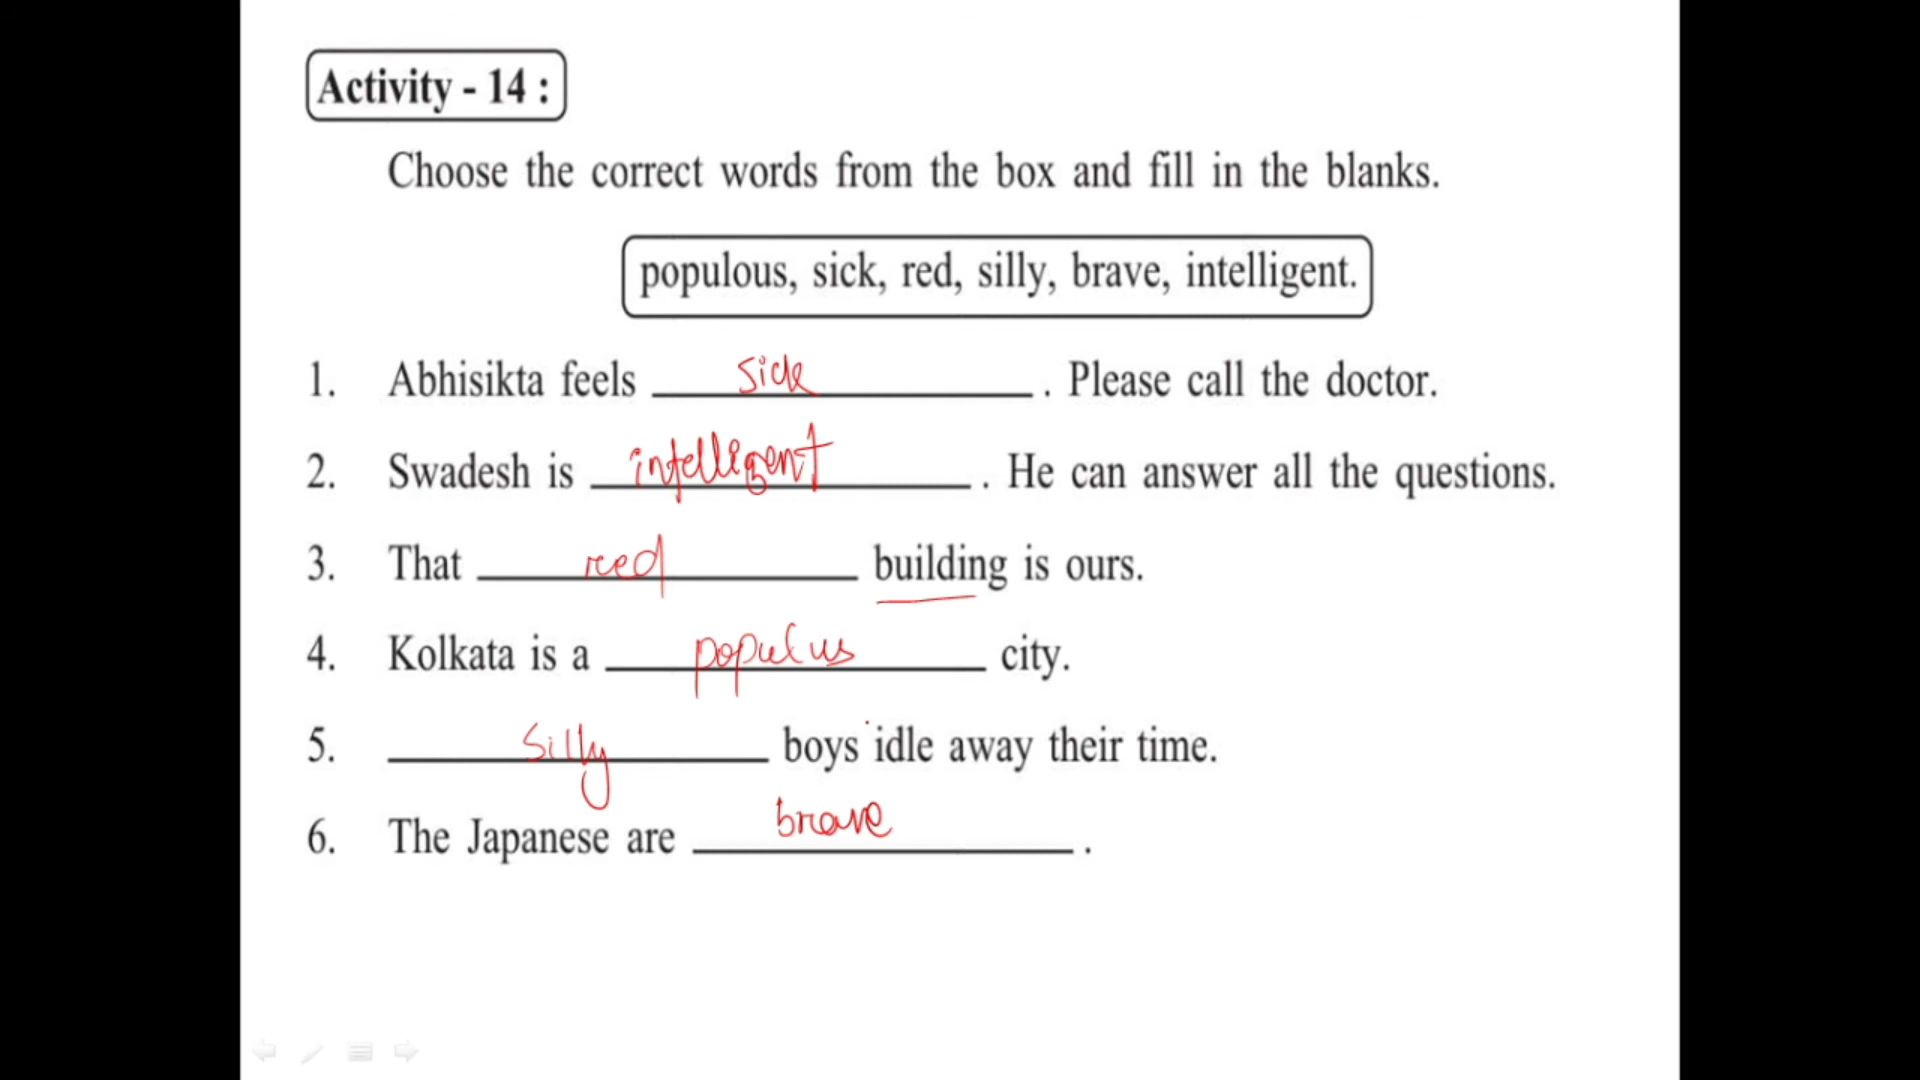 Activity - 14 :
Choose the correct words from the box and fill in the blanks.
populous, sick, red, silly, brave, intelligent.
1. Abhisikta feels sick . Please call the doctor.
2. Swadesh is intelligent . He can answer all the questions.
3. That red building is ours.
4. Kolkata is a populus city.
5. Silly boys idle away their time.
6. The Japanese are brave .